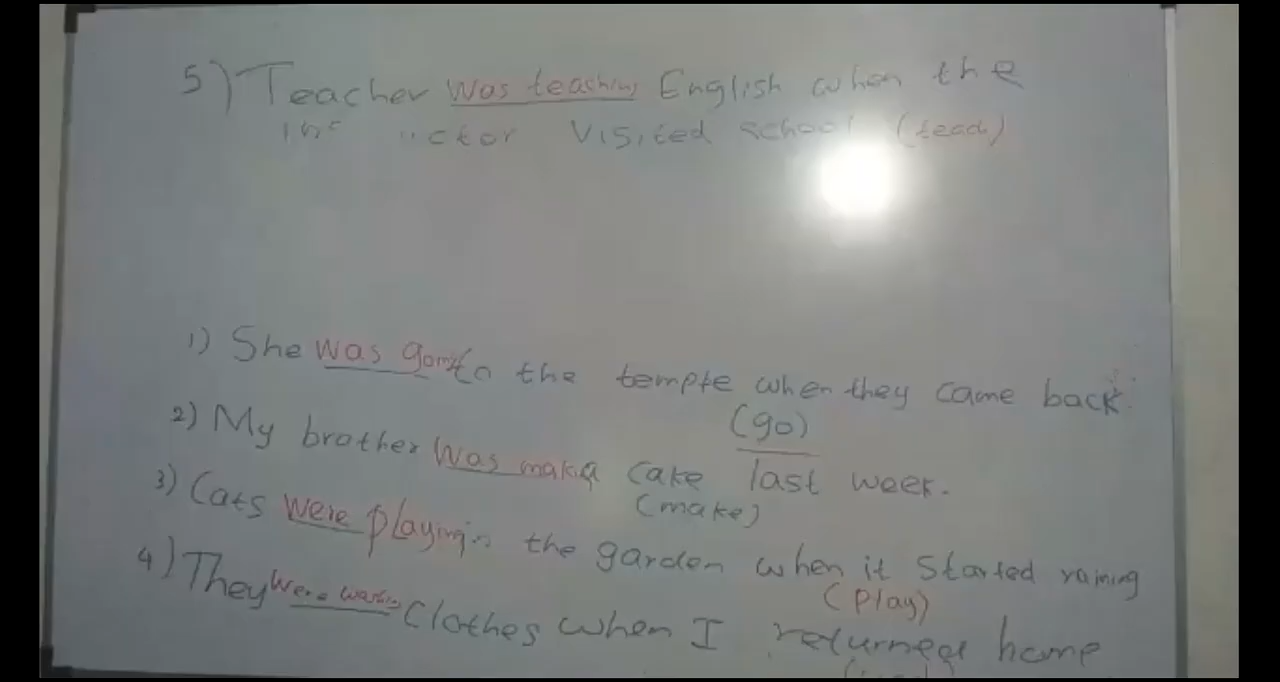 5) Teacher was teaching English when the
visited school (teach)
1) She was going to the temple when they came back.
(go)
2) My brother was making cake last week.
(make)
3) Cats were playing in the garden when it started raining
(play)
4) They were washing clothes when I returned home